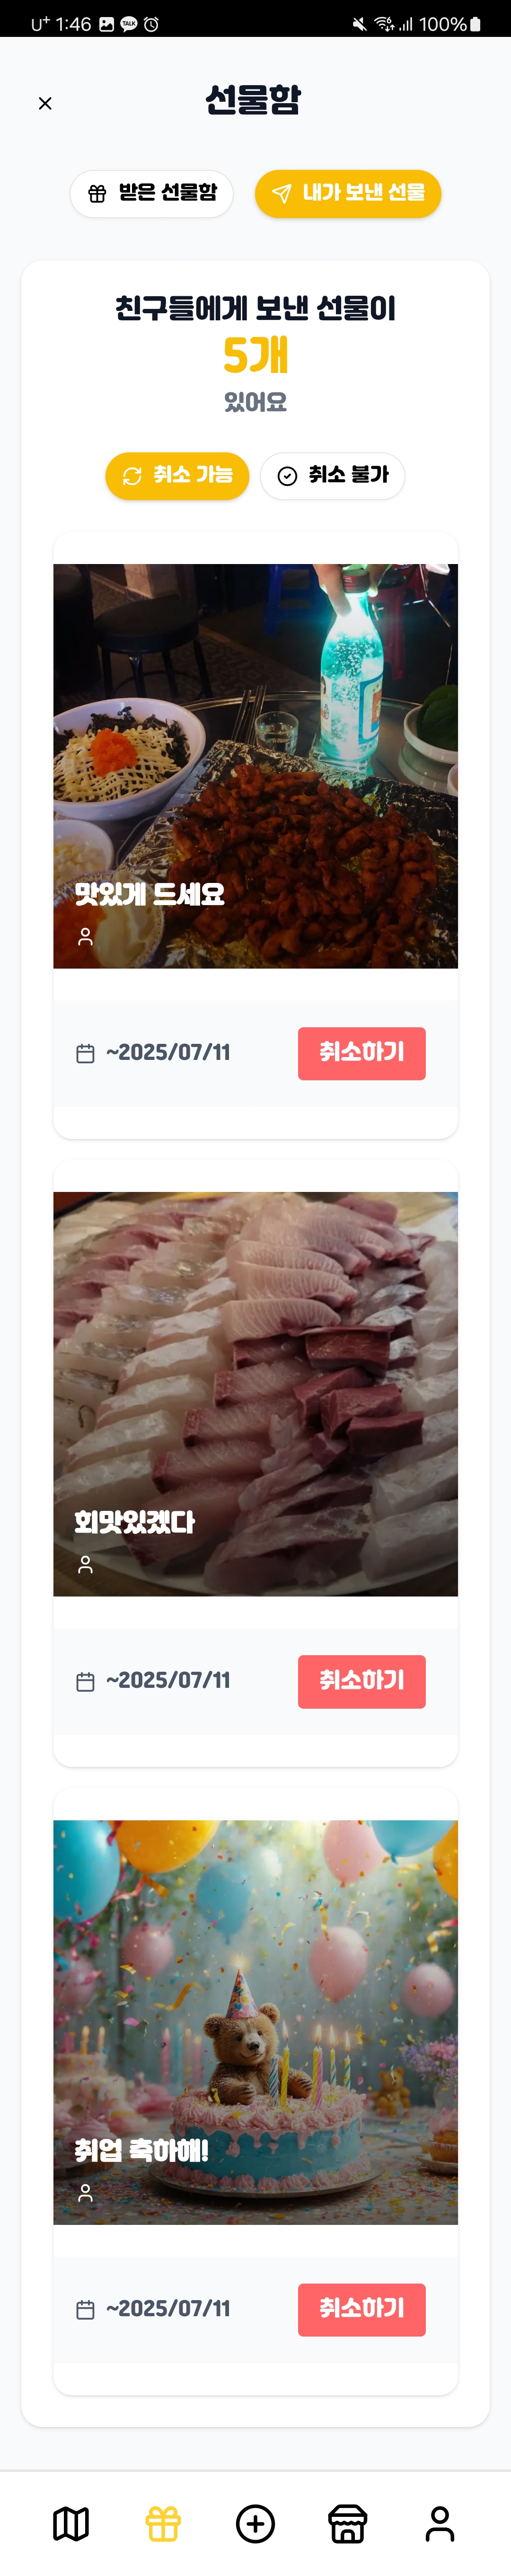 U+ 1:46 TALK 100%
선물함
받은 선물함 내가 보낸 선물
친구들에게 보낸 선물이
5개
있어요
취소 가능 취소 불가
맛있게 드세요
~2025/07/11 취소하기
회맛있겠다
~2025/07/11 취소하기
취업 축하해!
~2025/07/11 취소하기